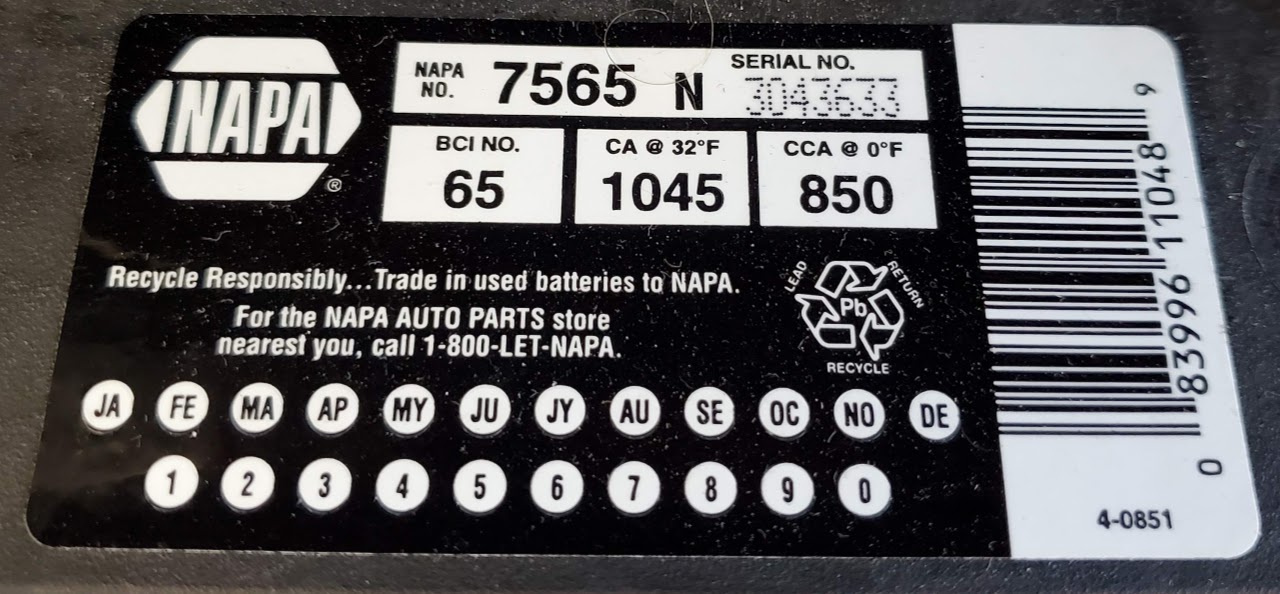 NAPA
®
NAPA NO. 7565 N SERIAL NO. 3043633
BCI NO. 65
CA @ 32°F 1045
CCA @ 0°F 850
Recycle Responsibly...Trade in used batteries to NAPA.
For the NAPA AUTO PARTS store
nearest you, call 1-800-LET-NAPA.
LEAD
RETURN
Pb
RECYCLE
JA FE MA AP MY JU JY AU SE OC NO DE
1 2 3 4 5 6 7 8 9 0
0 83996 11048 9
4-0851